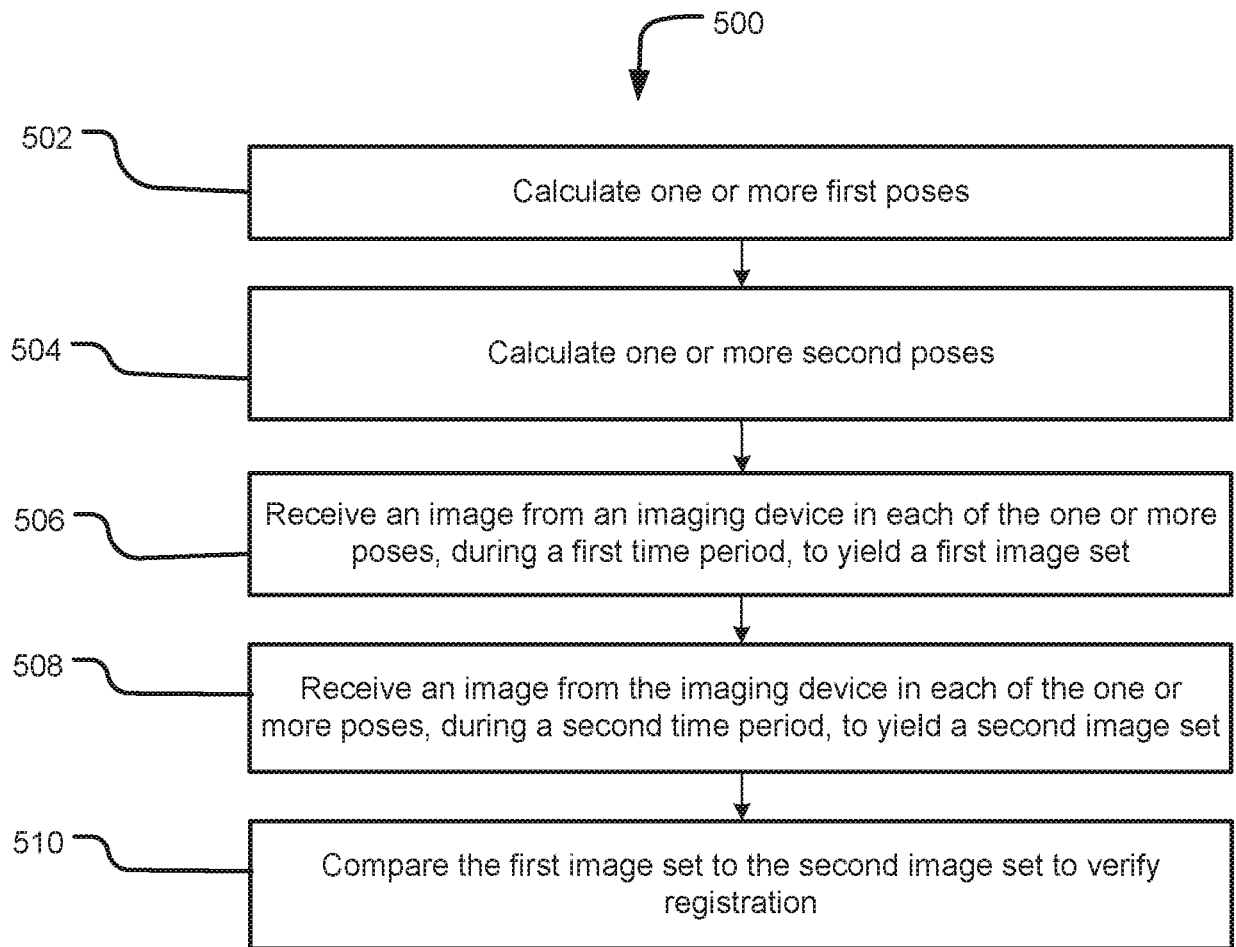 500
502
Calculate one or more first poses
504
Calculate one or more second poses
506
Receive an image from an imaging device in each of the one or more
poses, during a first time period, to yield a first image set
508
Receive an image from the imaging device in each of the one or
more poses, during a second time period, to yield a second image set
510
Compare the first image set to the second image set to verify
registration